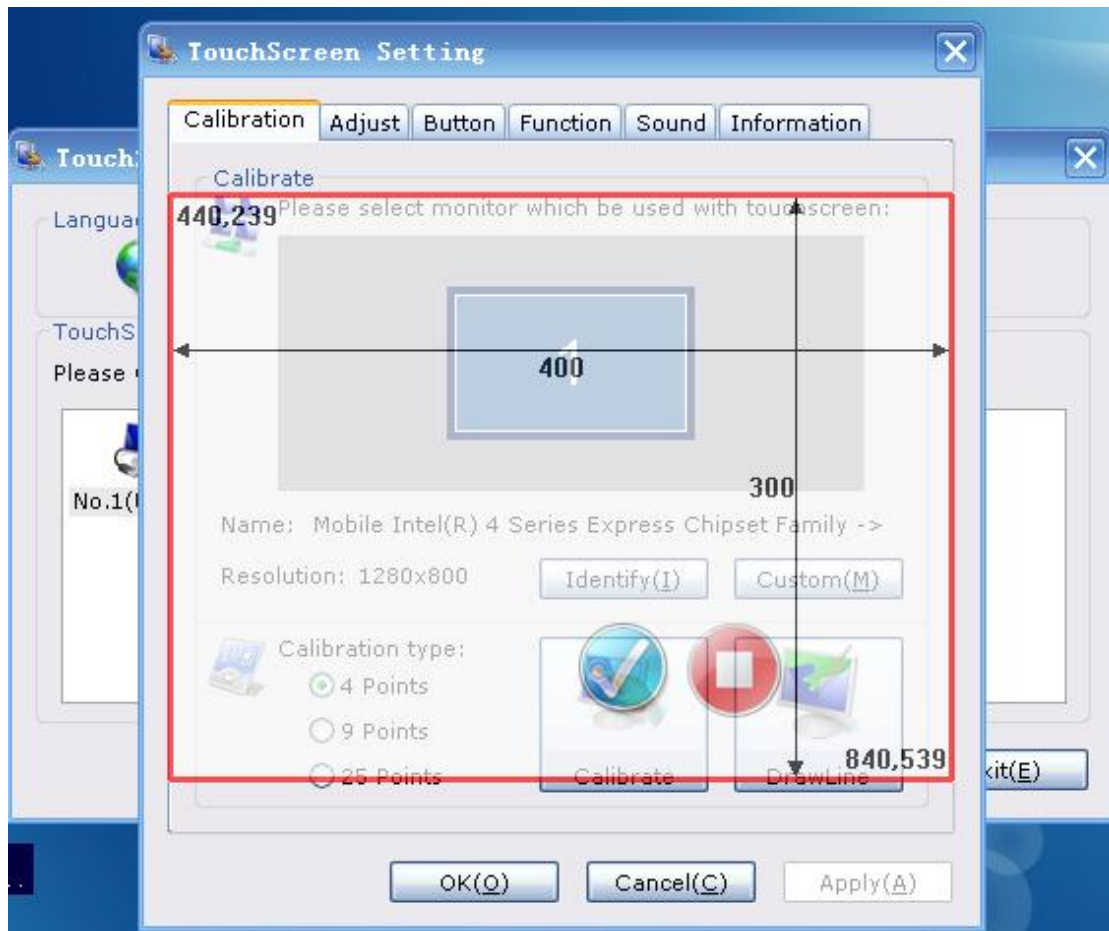 TouchScreen Setting
Calibration Adjust Button Function Sound Information
Touch
Calibrate
Please select monitor which be used with touchscreen:
440,239
Langua
TouchS
400
Please
300
No.1(
Name: Mobile Intel(R) 4 Series Express Chipset Family ->
Resolution: 1280x800 Identify(I) Custom(M)
Calibration type:
4 Points
9 Points
840,539
25 Points Calibrate DrawLine
xit(E)
OK(O) Cancel(C) Apply(A)